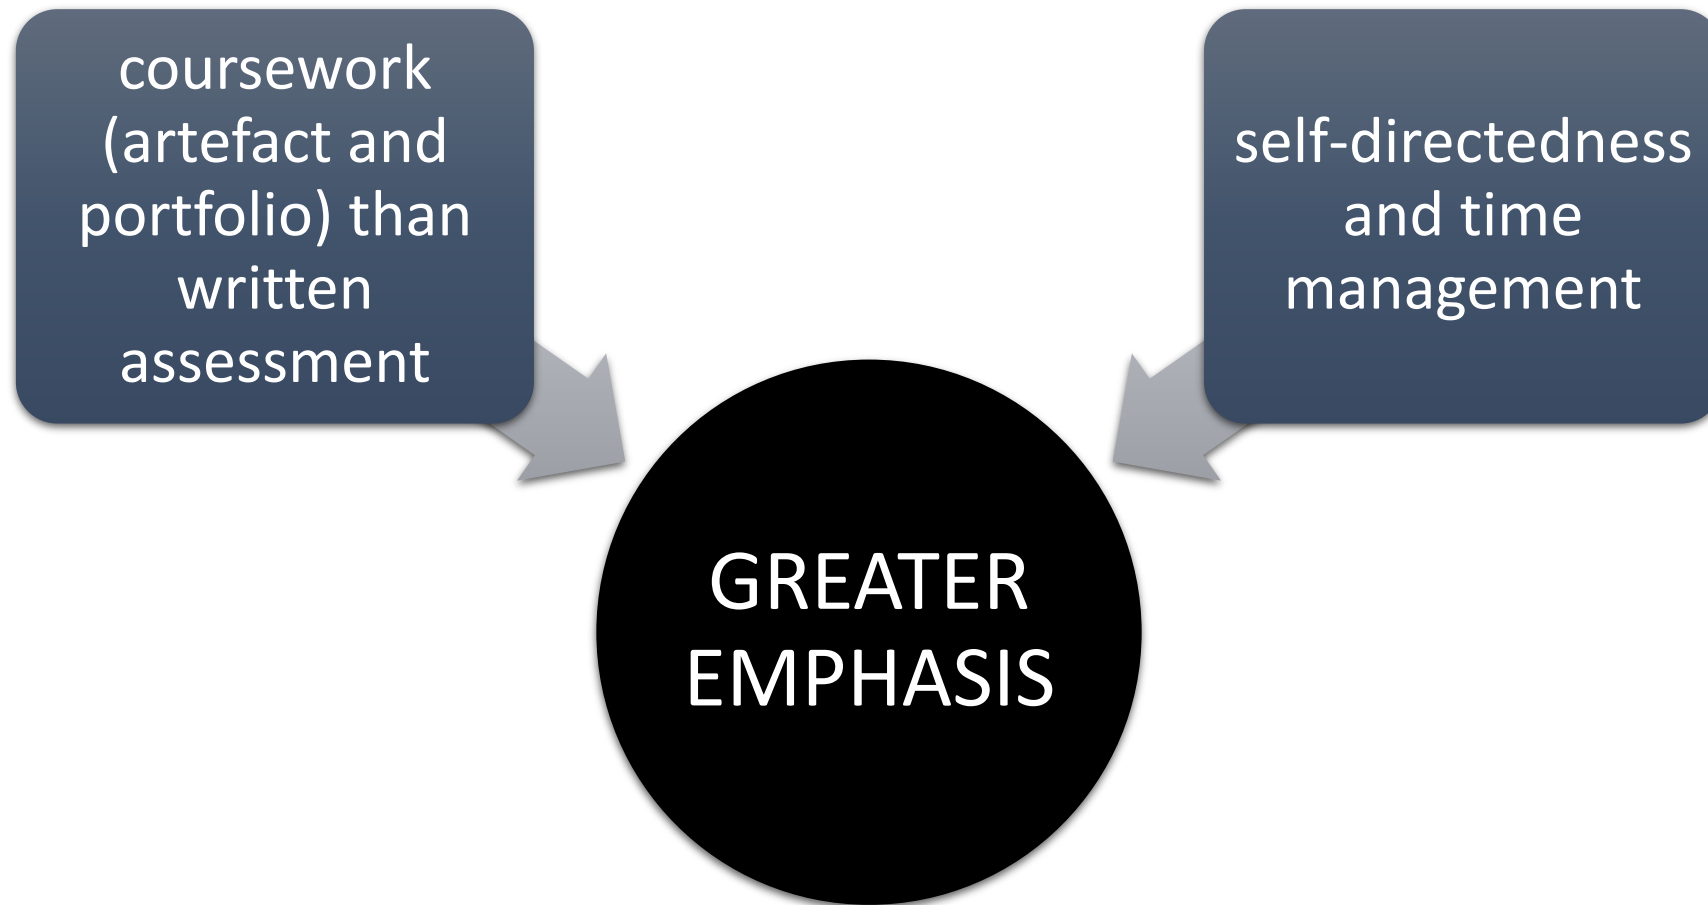 coursework
(artefact and
portfolio) than
written
assessment
self-directedness
and time
management
GREATER
EMPHASIS